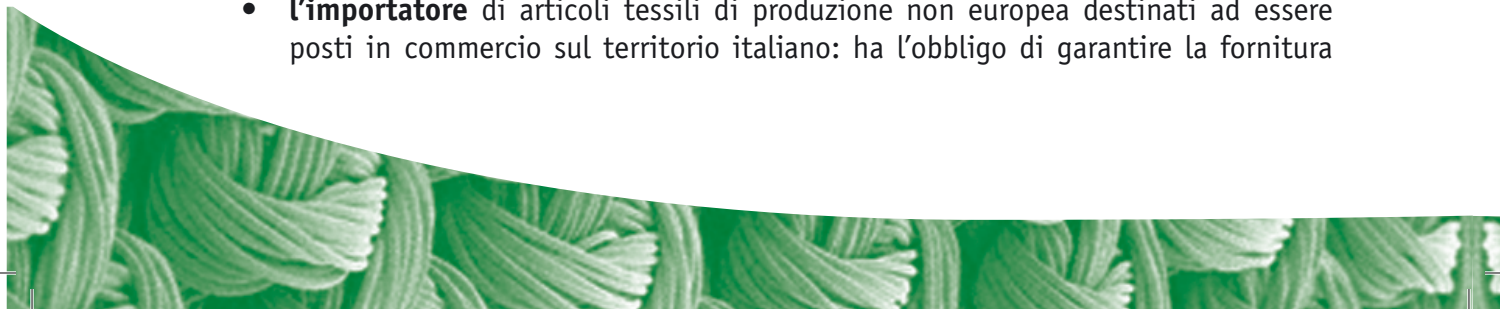 • l’importatore di articoli tessili di produzione non europea destinati ad essere
posti in commercio sul territorio italiano: ha l’obbligo di garantire la fornitura